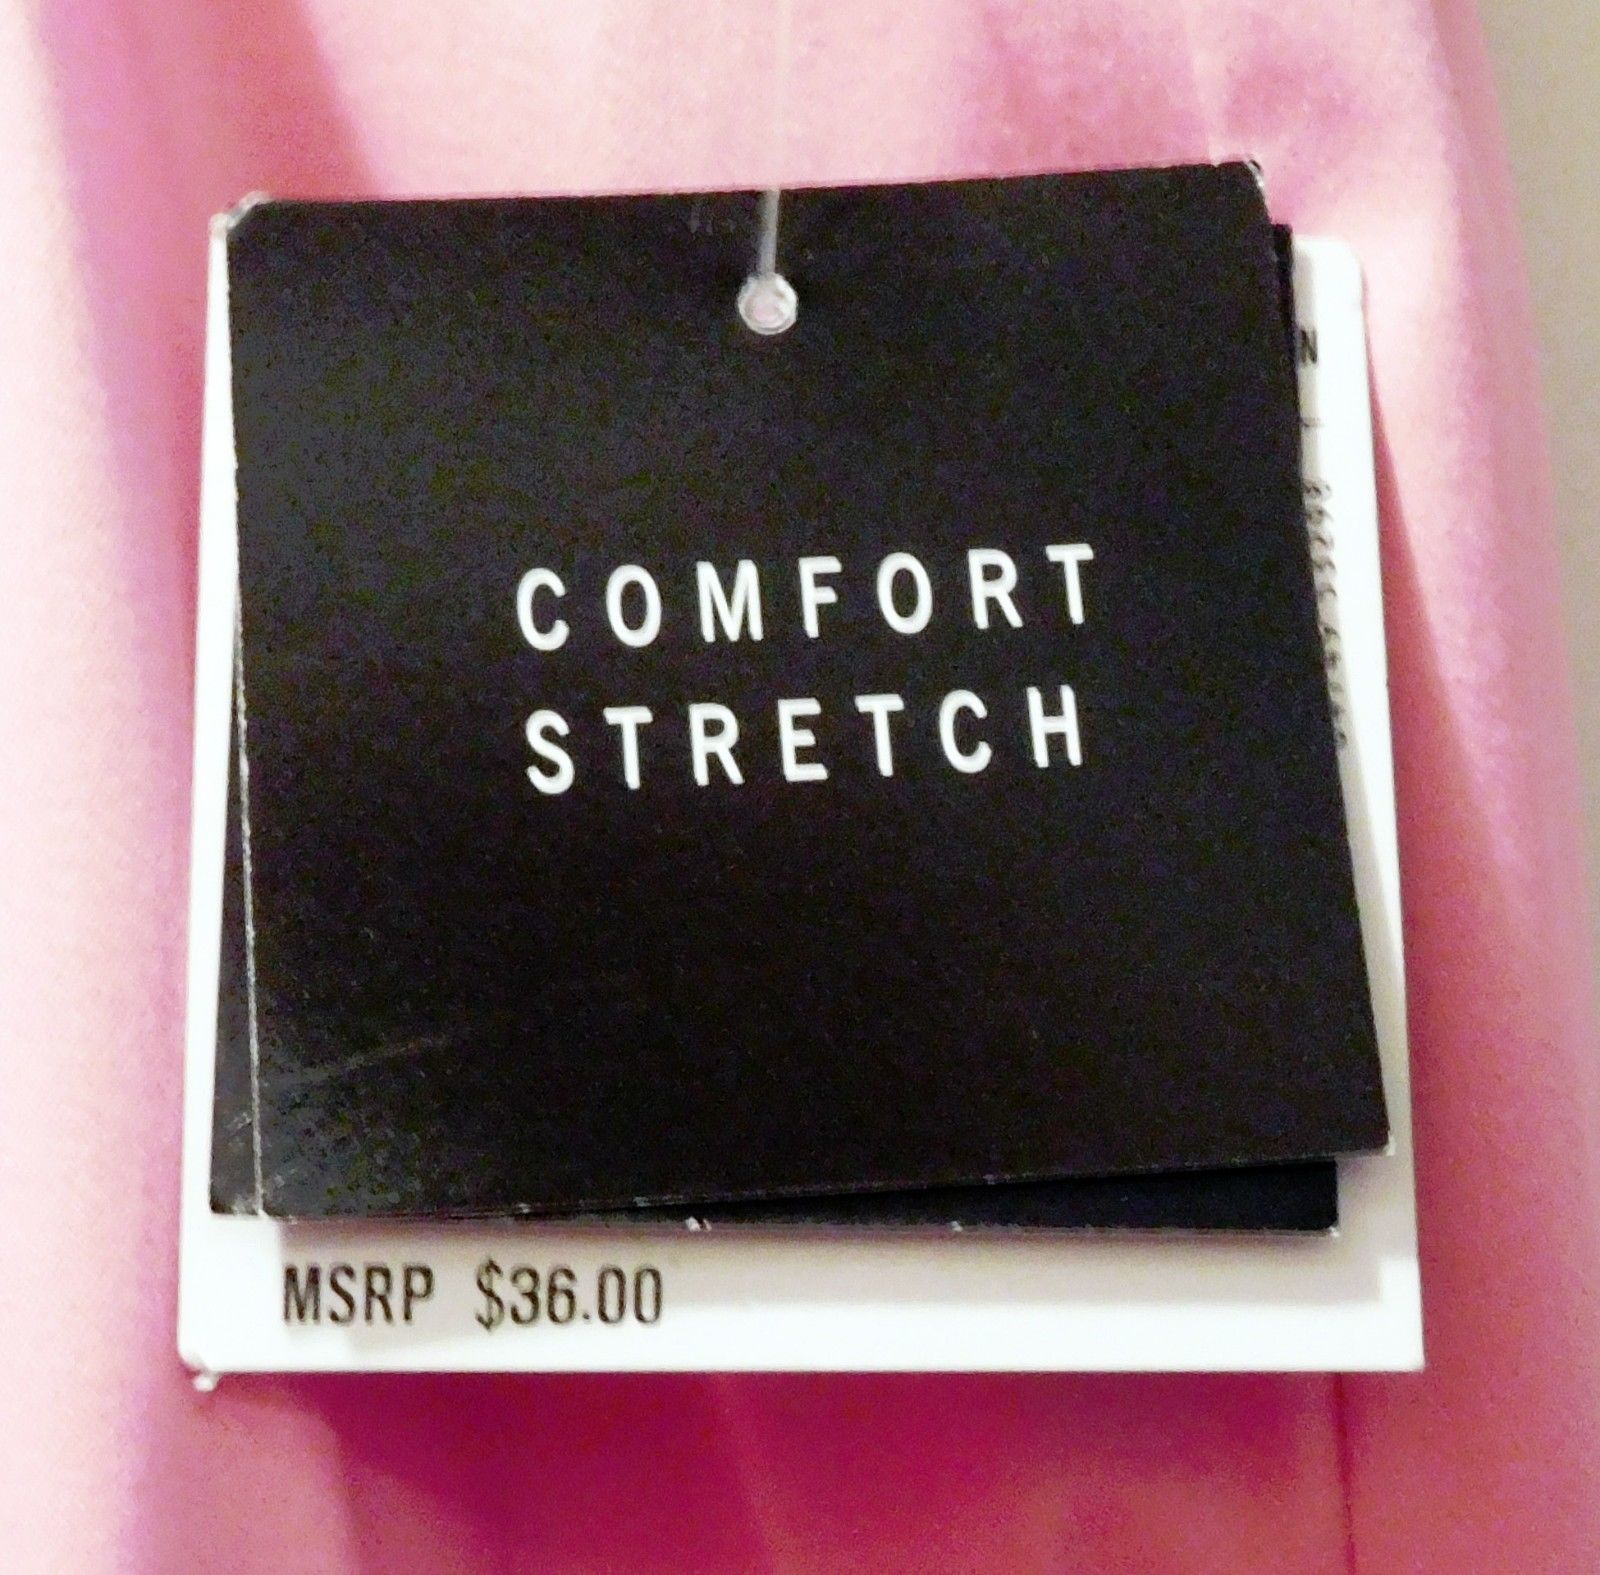 COMFORT
STRETCH
MSRP $36.00